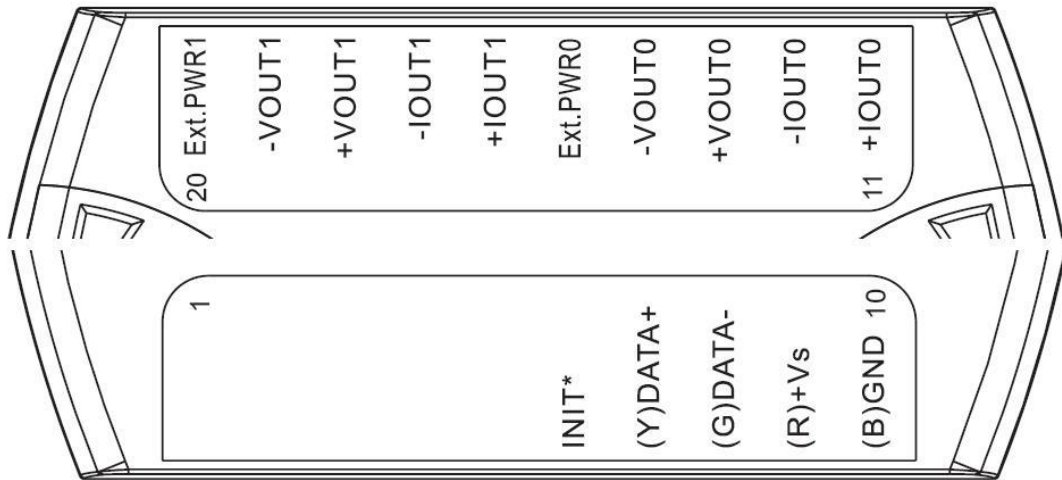 20 Ext.PWR1
-VOUT1
+VOUT1
-IOUT1
+IOUT1
Ext.PWR0
-VOUT0
+VOUT0
-IOUT0
11 +IOUT0
1
INIT*
(Y)DATA+
(G)DATA-
(R)+Vs
(B)GND 10